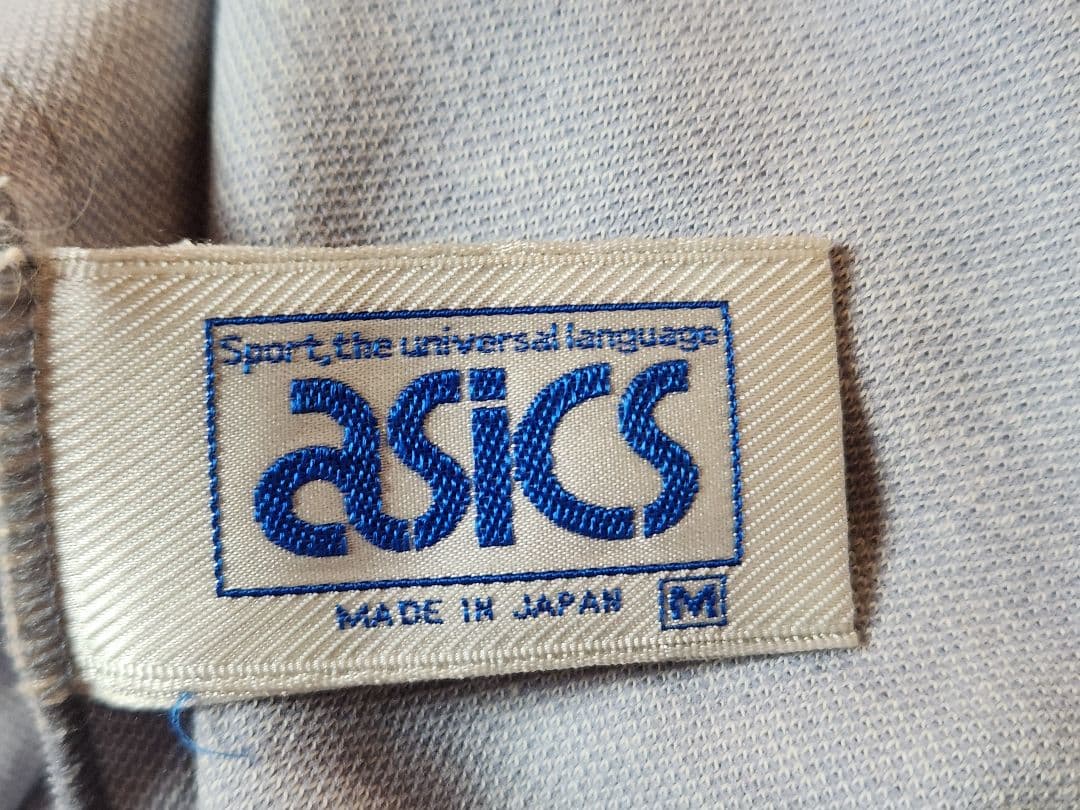 Sport, the universal language
asics
MADE IN JAPAN M